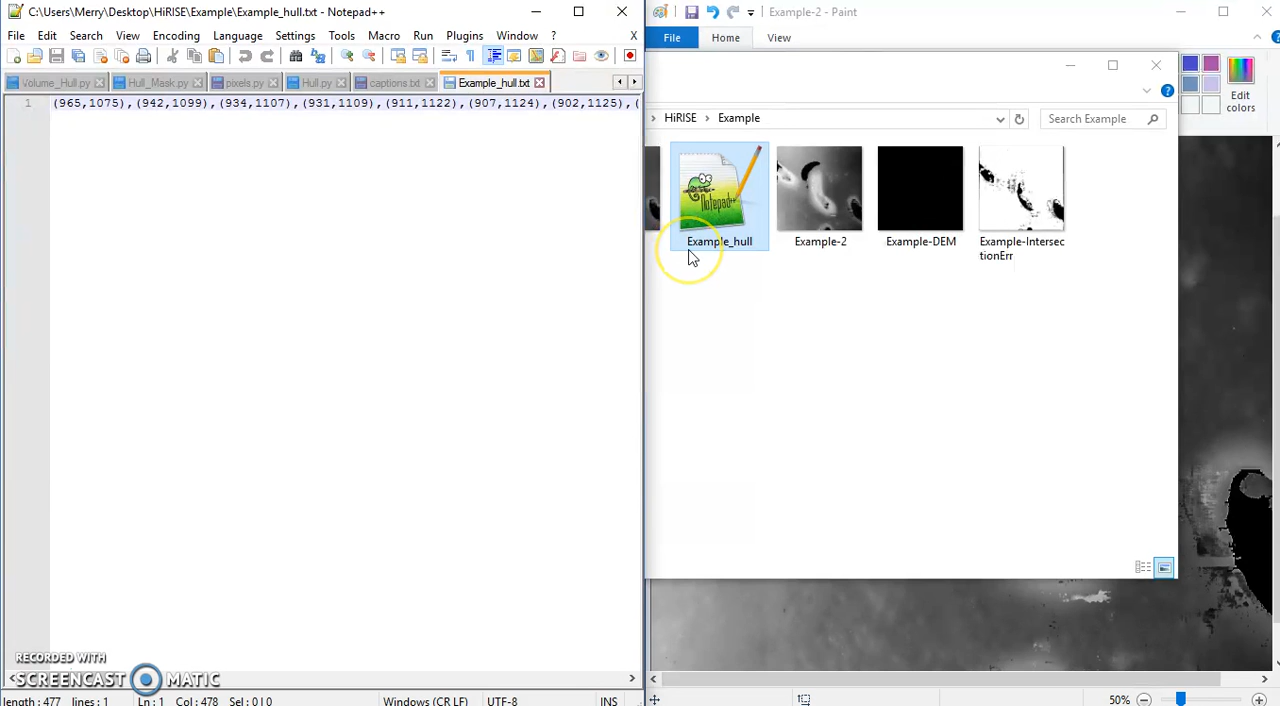 C:\Users\Merry\Desktop\HiRISE\Example\Example_hull.txt - Notepad++
File Edit Search View Encoding Language Settings Tools Macro Run Plugins Window ? X
Volume_Hull.py Hull_Mask.py pixels.py Hull.py captions.txt Example_hull.txt
1 (965,1075),(942,1099),(934,1107),(931,1109),(911,1122),(907,1124),(902,1125),(
RECORDED WITH
SCREENCAST MATIC
length : 477 lines : 1 Ln : 1 Col : 478 Sel : 0 | 0 Windows (CR LF) UTF-8 INS
Example-2 - Paint
File Home View
Edit
colors
HiRISE Example Search Example
Notepad++
Example_hull Example-2 Example-DEM Example-Intersec
tionErr
50%